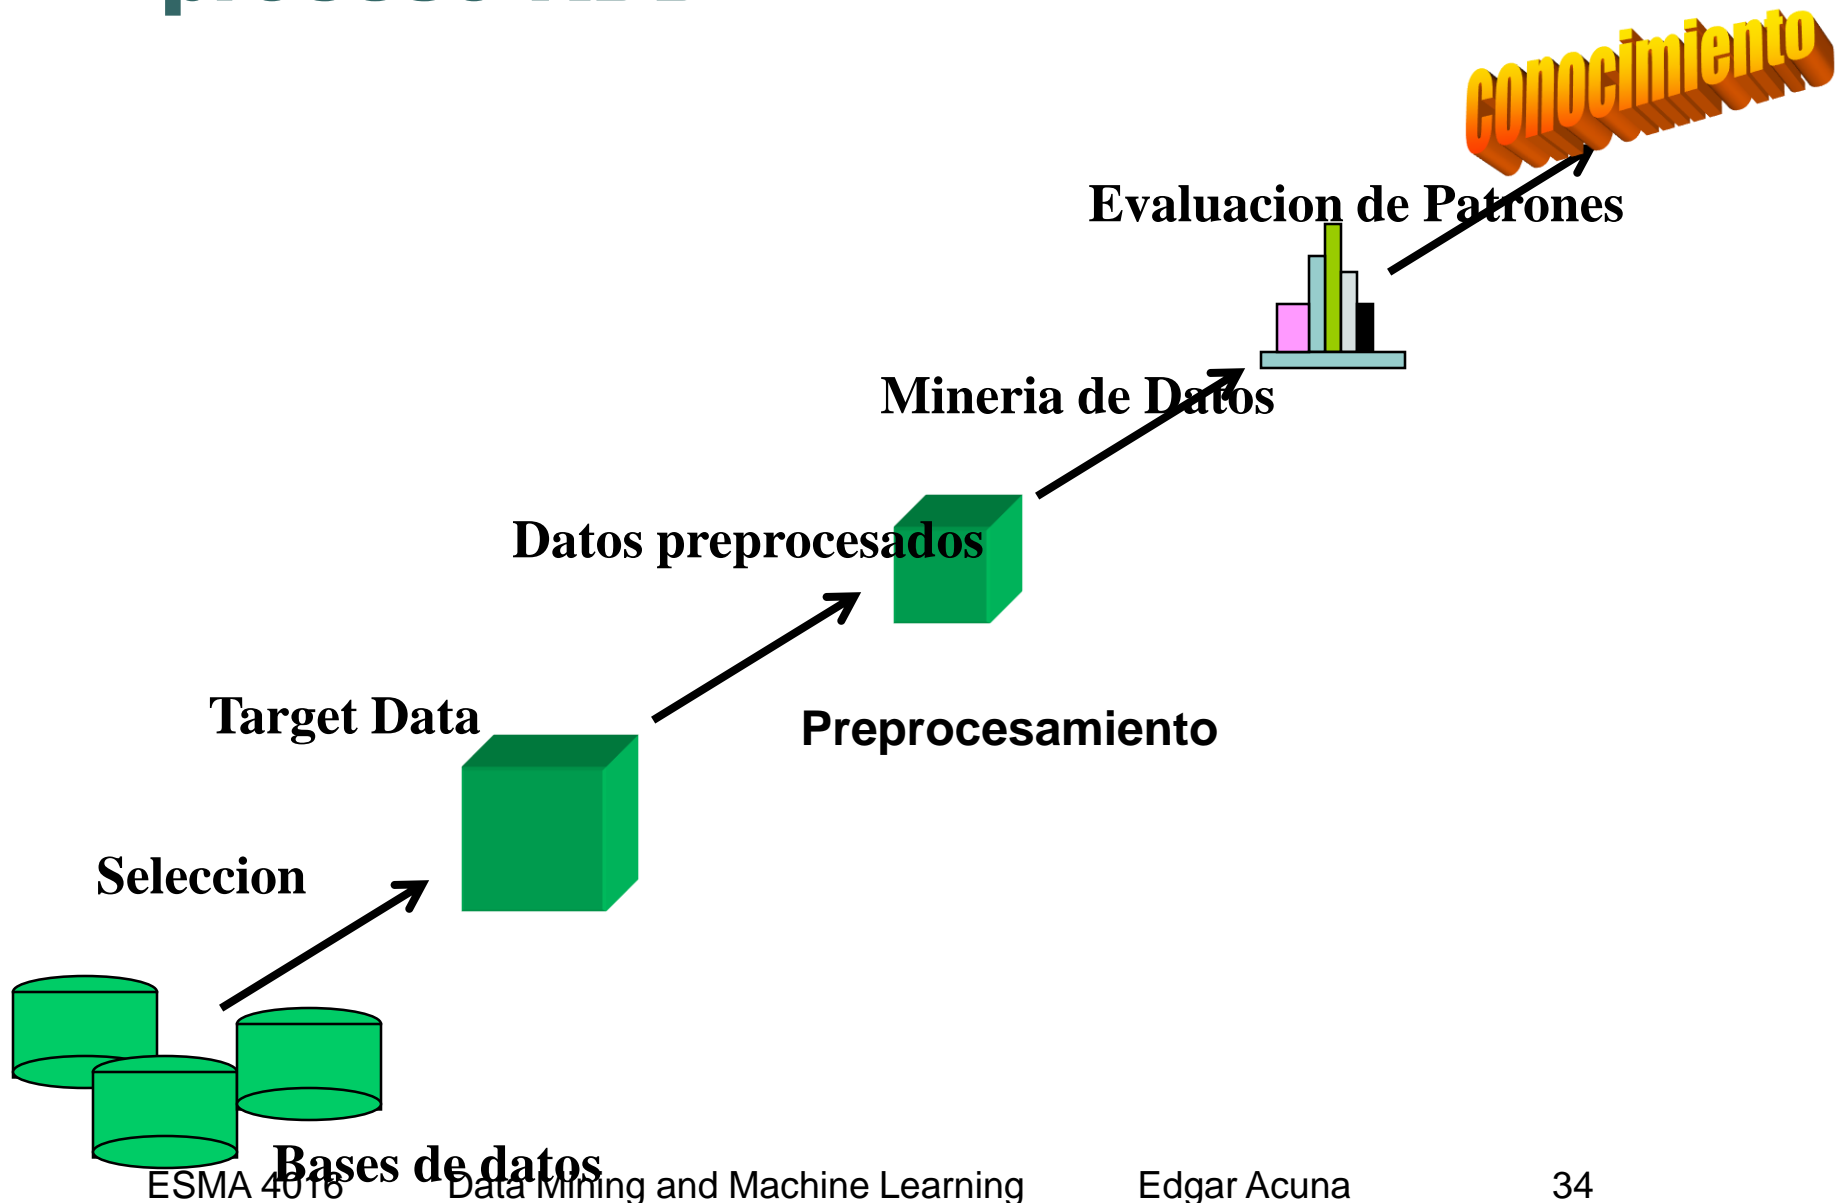 conocimiento
Evaluacion de Patrones
Mineria de Datos
Datos preprocesados
Target Data
Preprocesamiento
Seleccion
Bases de datos
ESMA 4016 Data Mining and Machine Learning Edgar Acuna 34